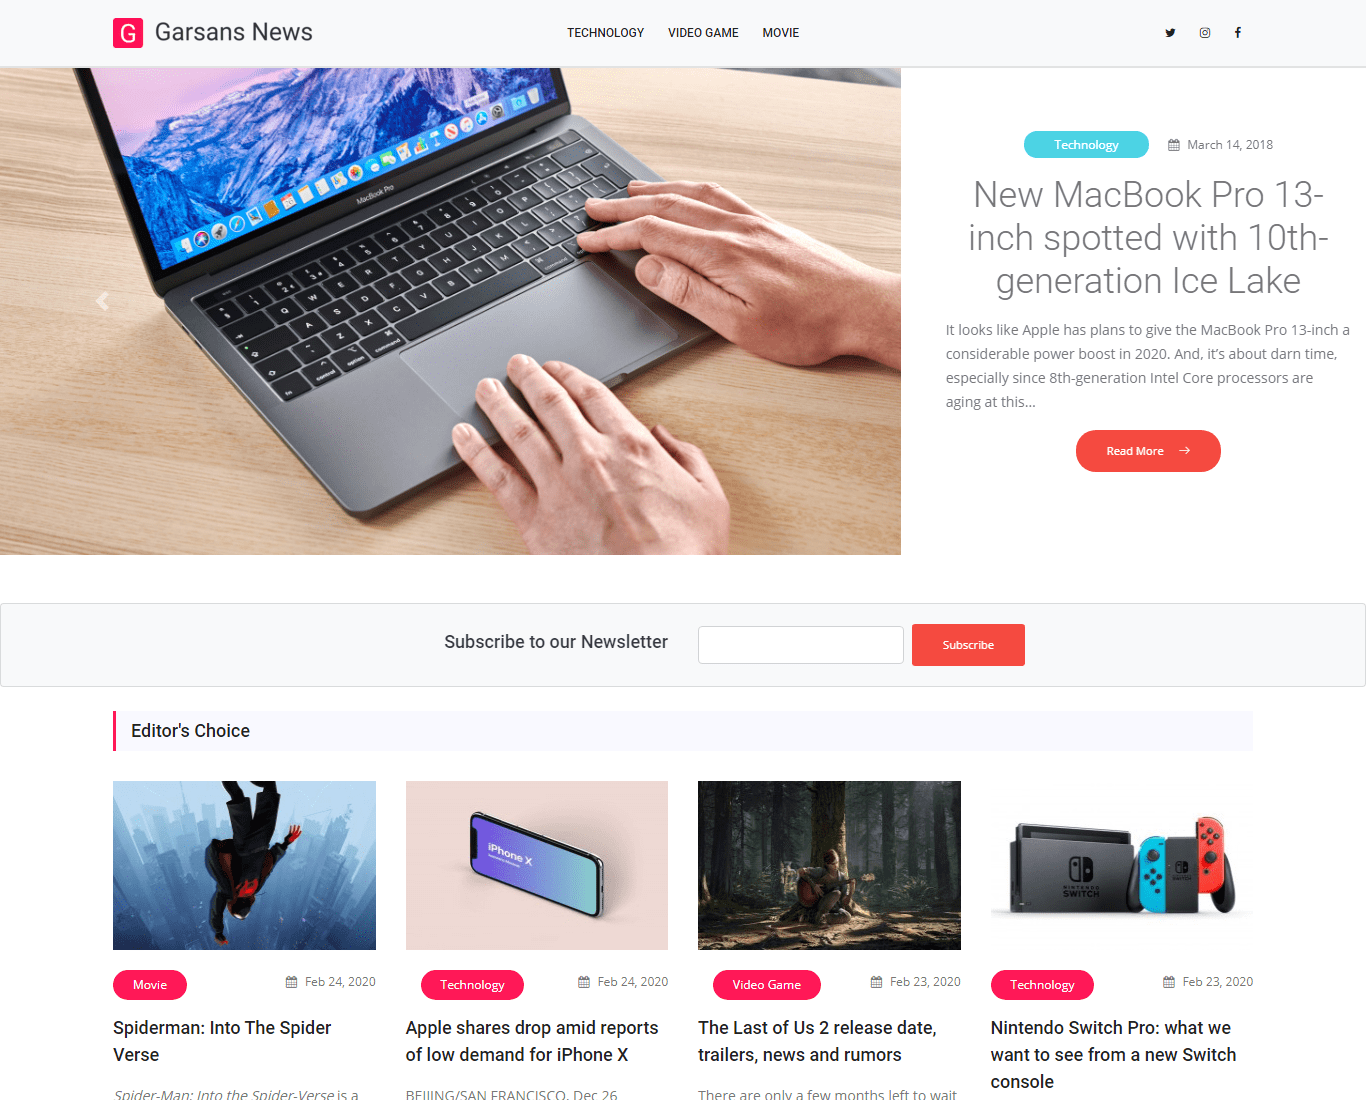 G Garsans News
TECHNOLOGY VIDEO GAME MOVIE
MacBook Pro
Technology March 14, 2018
New MacBook Pro 13-
inch spotted with 10th-
generation Ice Lake
It looks like Apple has plans to give the MacBook Pro 13-inch a
considerable power boost in 2020. And, it’s about darn time,
especially since 8th-generation Intel Core processors are
aging at this...
Read More
Subscribe to our Newsletter
Subscribe
Editor's Choice
iPhone X
NINTENDO
SWITCH
Movie Feb 24, 2020
Spiderman: Into The Spider
Verse
Spider-Man: Into the Spider-Verse is a
Technology Feb 24, 2020
Apple shares drop amid reports
of low demand for iPhone X
BEIJING/SAN FRANCISCO, Dec 26
Video Game Feb 23, 2020
The Last of Us 2 release date,
trailers, news and rumors
There are only a few months left to wait
Technology Feb 23, 2020
Nintendo Switch Pro: what we
want to see from a new Switch
console